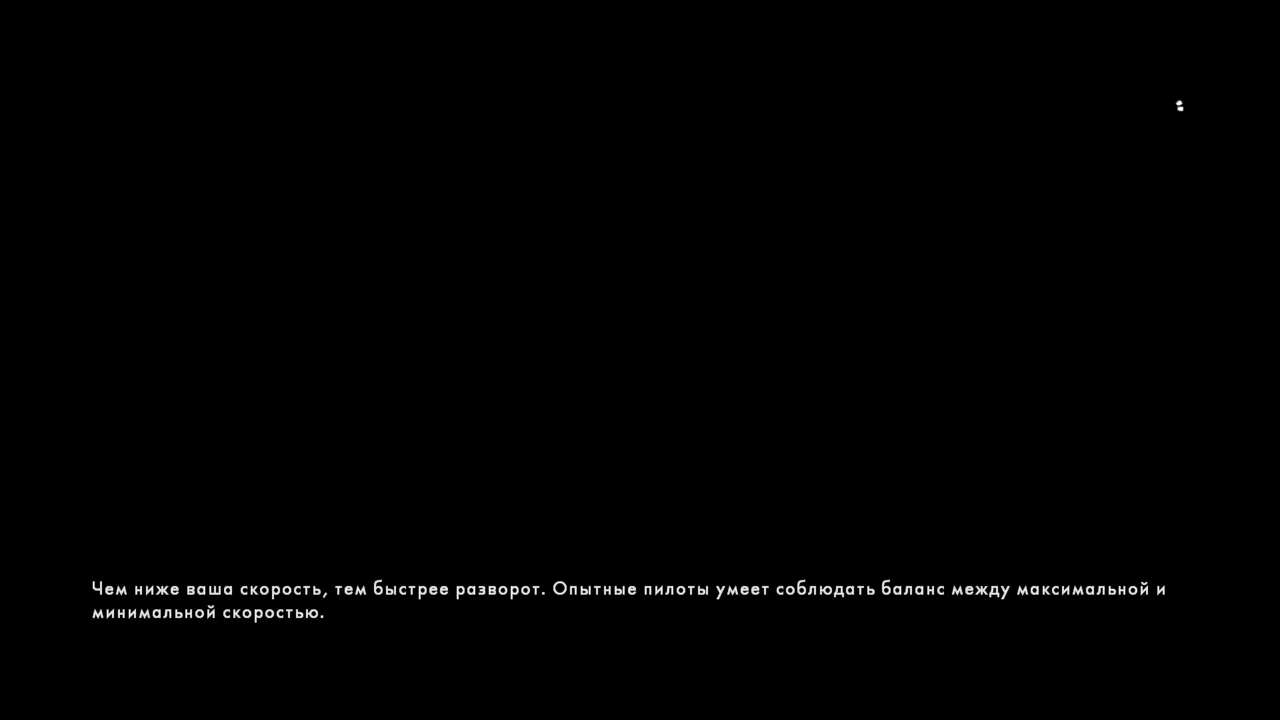 Чем ниже ваша скорость, тем быстрее разворот. Опытные пилоты умеет соблюдать баланс между максимальной и
минимальной скоростью.